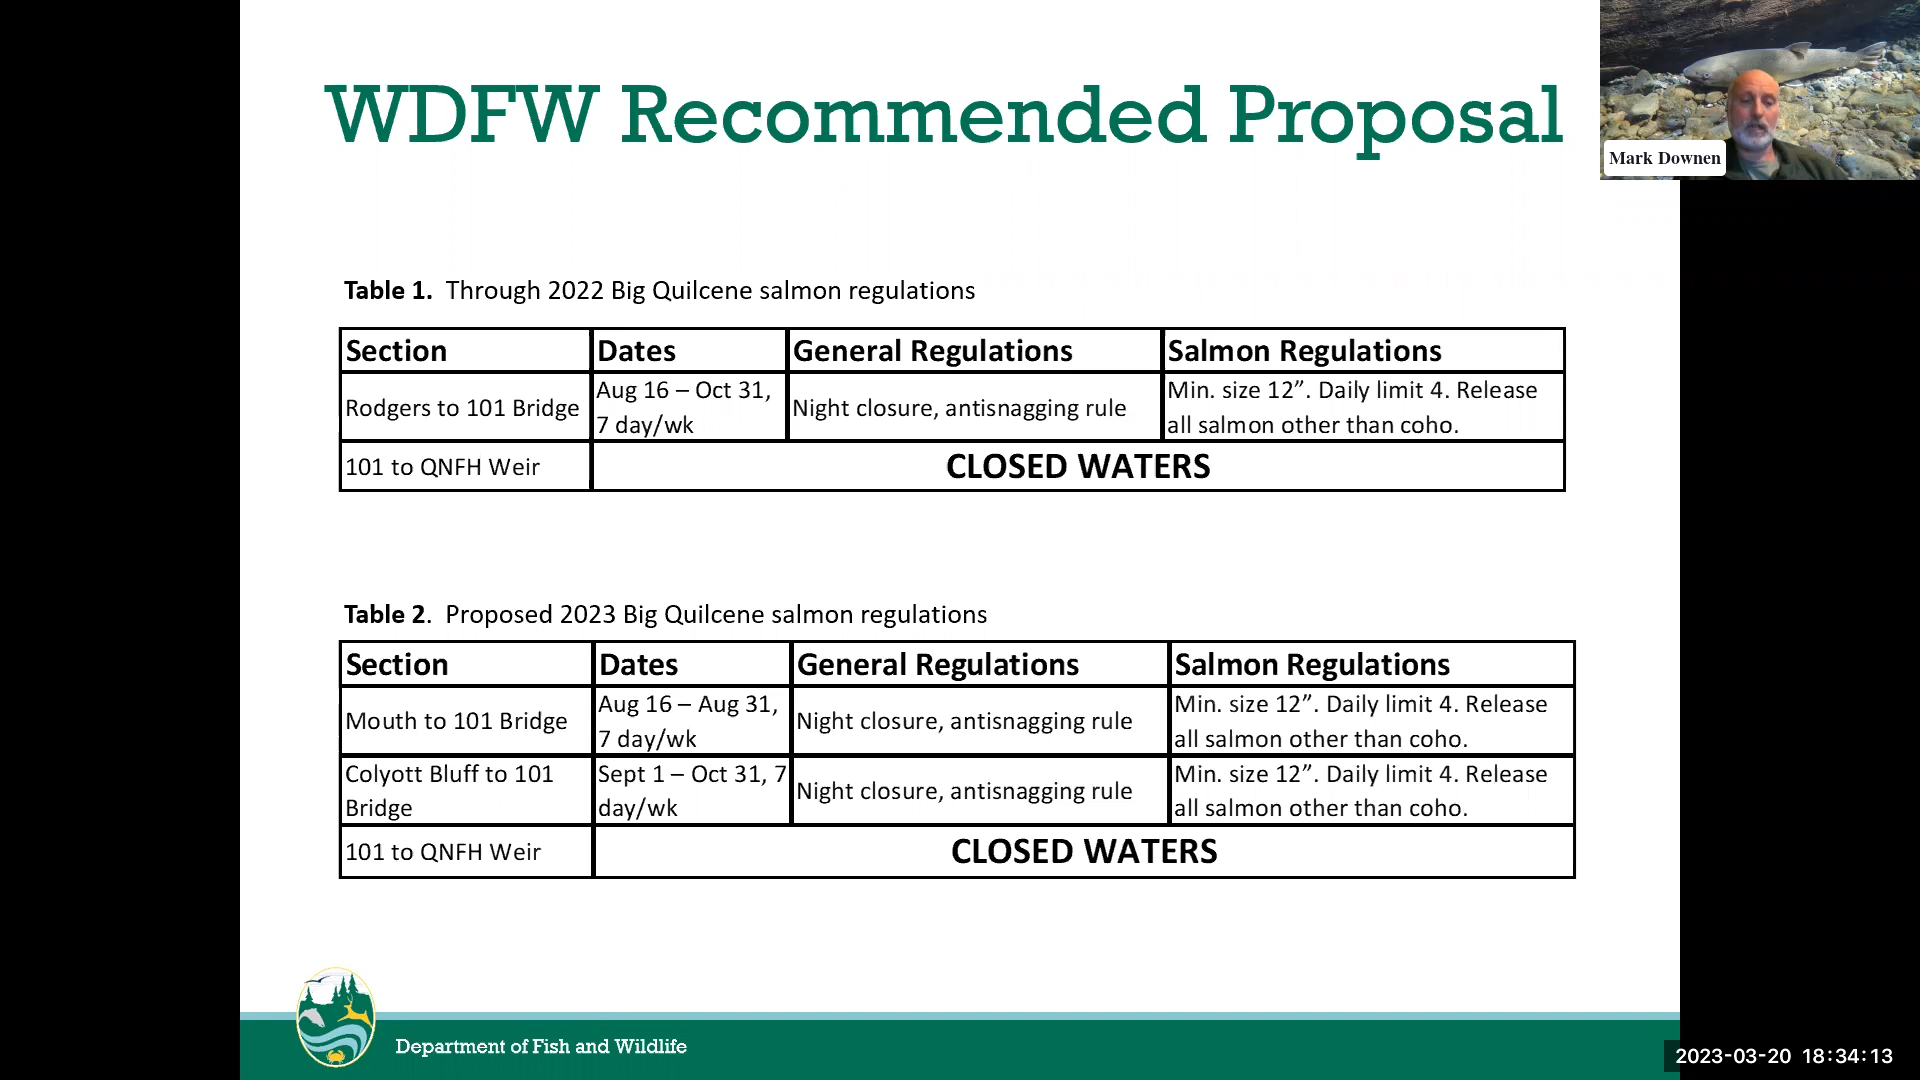 WDFW Recommended Proposal
Mark Downen
Table 1. Through 2022 Big Quilcene salmon regulations
Section Dates General Regulations Salmon Regulations
Rodgers to 101 Bridge
Aug 16 – Oct 31,
7 day/wk
Night closure, antisnagging rule
Min. size 12”. Daily limit 4. Release
all salmon other than coho.
101 to QNFH Weir
CLOSED WATERS
Table 2. Proposed 2023 Big Quilcene salmon regulations
Section Dates General Regulations Salmon Regulations
Mouth to 101 Bridge
Aug 16 – Aug 31,
7 day/wk
Night closure, antisnagging rule
Min. size 12”. Daily limit 4. Release
all salmon other than coho.
Colyott Bluff to 101
Bridge
Sept 1 – Oct 31, 7
day/wk
Night closure, antisnagging rule
Min. size 12”. Daily limit 4. Release
all salmon other than coho.
101 to QNFH Weir
CLOSED WATERS
Department of Fish and Wildlife
2023-03-20 18:34:13